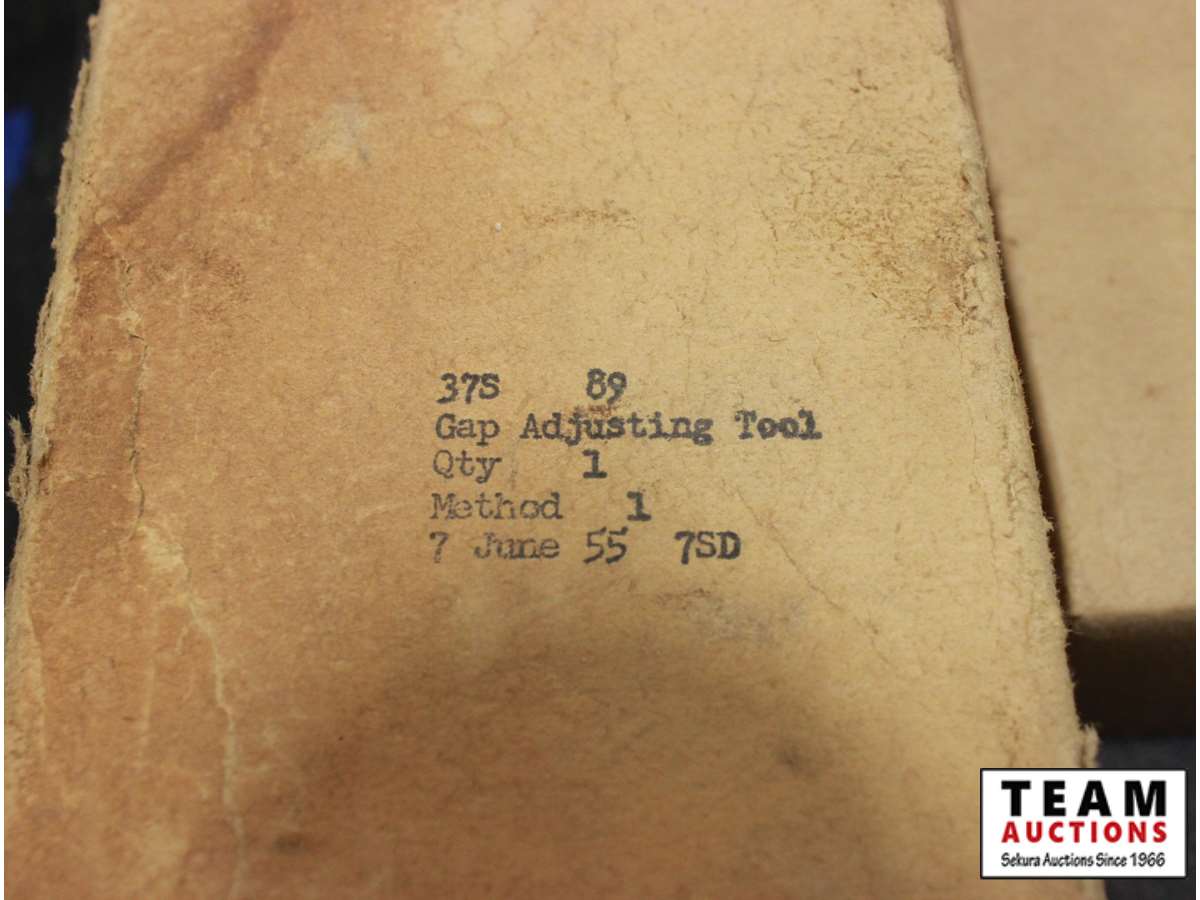 37S 89
Gap Adjusting Tool
Qty 1
Method 1
7 June 55 7SD
TEAM
AUCTIONS
Sekura Auctions Since 1966